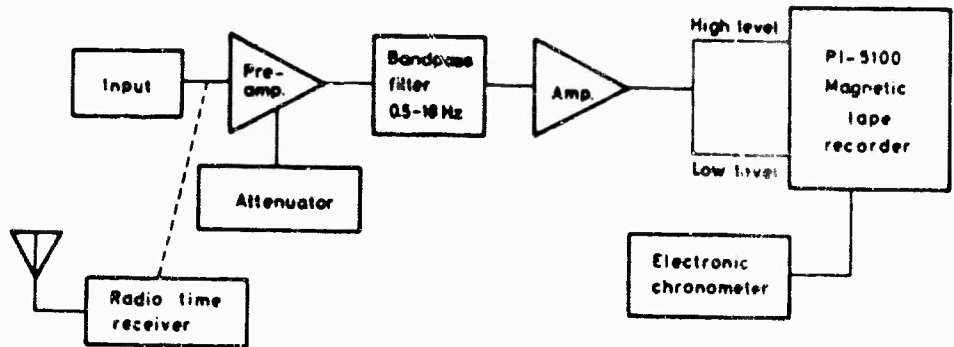 High level
Input
Pre-
amp.
Bandpass
filter
0.5-16 Hz
Amp.
PI-5100
Magnetic
tape
recorder
Low level
Attenuator
Electronic
chronometer
Radio time
receiver